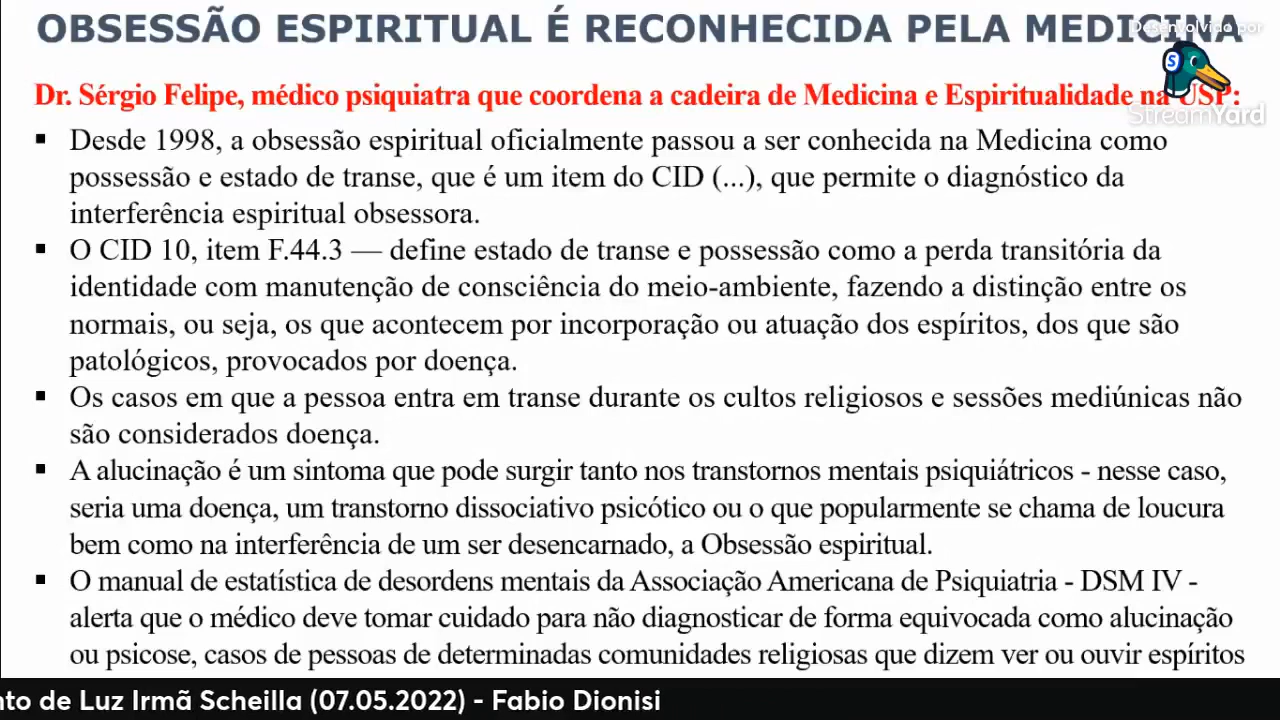 OBSESSÃO ESPIRITUAL É RECONHECIDA PELA MEDICINA
Desenvolvido por
StreamYard
Dr. Sérgio Felipe, médico psiquiatra que coordena a cadeira de Medicina e Espiritualidade na USP:
▪ Desde 1998, a obsessão espiritual oficialmente passou a ser conhecida na Medicina como
possessão e estado de transe, que é um item do CID (...), que permite o diagnóstico da
interferência espiritual obsessora.
▪ O CID 10, item F.44.3 — define estado de transe e possessão como a perda transitória da
identidade com manutenção de consciência do meio-ambiente, fazendo a distinção entre os
normais, ou seja, os que acontecem por incorporação ou atuação dos espíritos, dos que são
patológicos, provocados por doença.
▪ Os casos em que a pessoa entra em transe durante os cultos religiosos e sessões mediúnicas não
são considerados doença.
▪ A alucinação é um sintoma que pode surgir tanto nos transtornos mentais psiquiátricos - nesse caso,
seria uma doença, um transtorno dissociativo psicótico ou o que popularmente se chama de loucura
bem como na interferência de um ser desencarnado, a Obsessão espiritual.
▪ O manual de estatística de desordens mentais da Associação Americana de Psiquiatria - DSM IV -
alerta que o médico deve tomar cuidado para não diagnosticar de forma equivocada como alucinação
ou psicose, casos de pessoas de determinadas comunidades religiosas que dizem ver ou ouvir espíritos
nto de Luz Irmã Scheilla (07.05.2022) - Fabio Dionisi